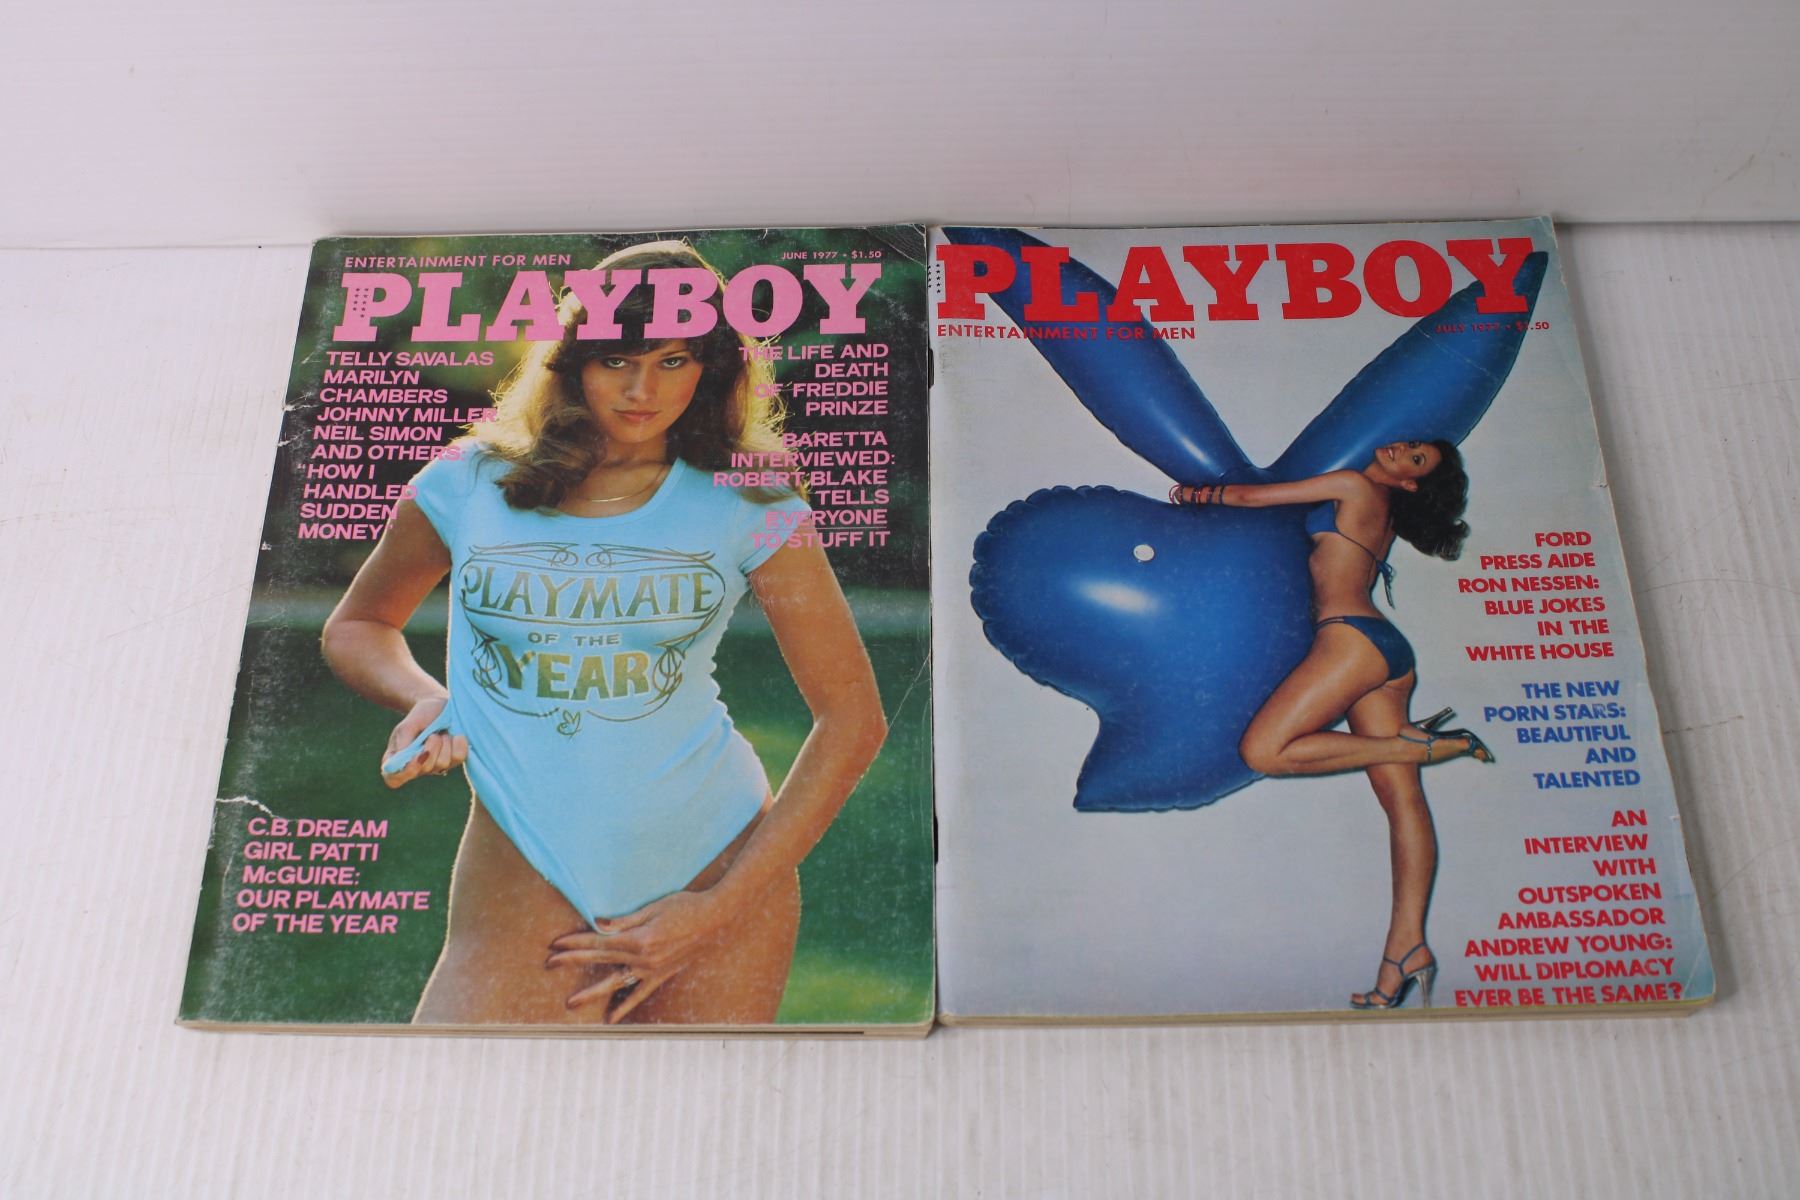 ENTERTAINMENT FOR MEN
JUNE 1977 • $1.50
PLAYBOY
TELLY SAVALAS
MARILYN
CHAMBERS
JOHNNY MILLER
NEIL SIMON
AND OTHERS:
"HOW I
HANDLED
SUDDEN
MONEY"
THE LIFE AND
DEATH
OF FREDDIE
PRINZE
BARETTA
INTERVIEWED:
ROBERT BLAKE
TELLS
EVERYONE
TO STUFF IT
PLAYMATE
OF THE
YEAR
C.B. DREAM
GIRL PATTI
McGUIRE:
OUR PLAYMATE
OF THE YEAR
PLAYBOY
ENTERTAINMENT FOR MEN
JULY 1977 • $1.50
FORD
PRESS AIDE
RON NESSEN:
BLUE JOKES
IN THE
WHITE HOUSE
THE NEW
PORN STARS:
BEAUTIFUL
AND
TALENTED
AN
INTERVIEW
WITH
OUTSPOKEN
AMBASSADOR
ANDREW YOUNG:
WILL DIPLOMACY
EVER BE THE SAME?